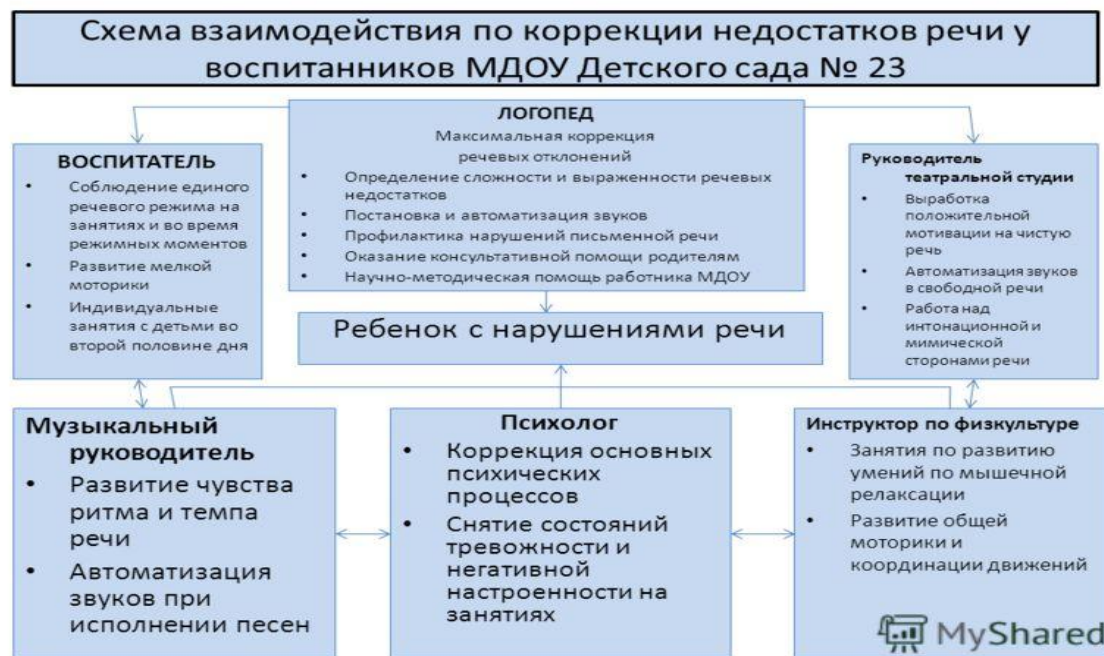 Схема взаимодействия по коррекции недостатков речи у
воспитанников МДОУ Детского сада № 23
ЛОГОПЕД
Максимальная коррекция
речевых отклонений
• Определение сложности и выраженности речевых
недостатков
• Постановка и автоматизация звуков
• Профилактика нарушений письменной речи
• Оказание консультативной помощи родителям
• Научно-методическая помощь работника МДОУ
ВОСПИТАТЕЛЬ
• Соблюдение единого
речевого режима на
занятиях и во время
режимных моментов
• Развитие мелкой
моторики
• Индивидуальные
занятия с детьми во
второй половине дня
Руководитель
театральной студии
• Выработка
положительной
мотивации на чистую
речь
• Автоматизация звуков
в свободной речи
• Работа над
интонационной и
мимической
сторонами речи
Ребенок с нарушениями речи
Музыкальный
руководитель
• Развитие чувства
ритма и темпа
речи
• Автоматизация
звуков при
исполнении песен
Психолог
• Коррекция основных
психических
процессов
• Снятие состояний
тревожности и
негативной
настроенности на
занятиях
Инструктор по физкультуре
• Занятия по развитию
умений по мышечной
релаксации
• Развитие общей
моторики и
координации движений
MyShared